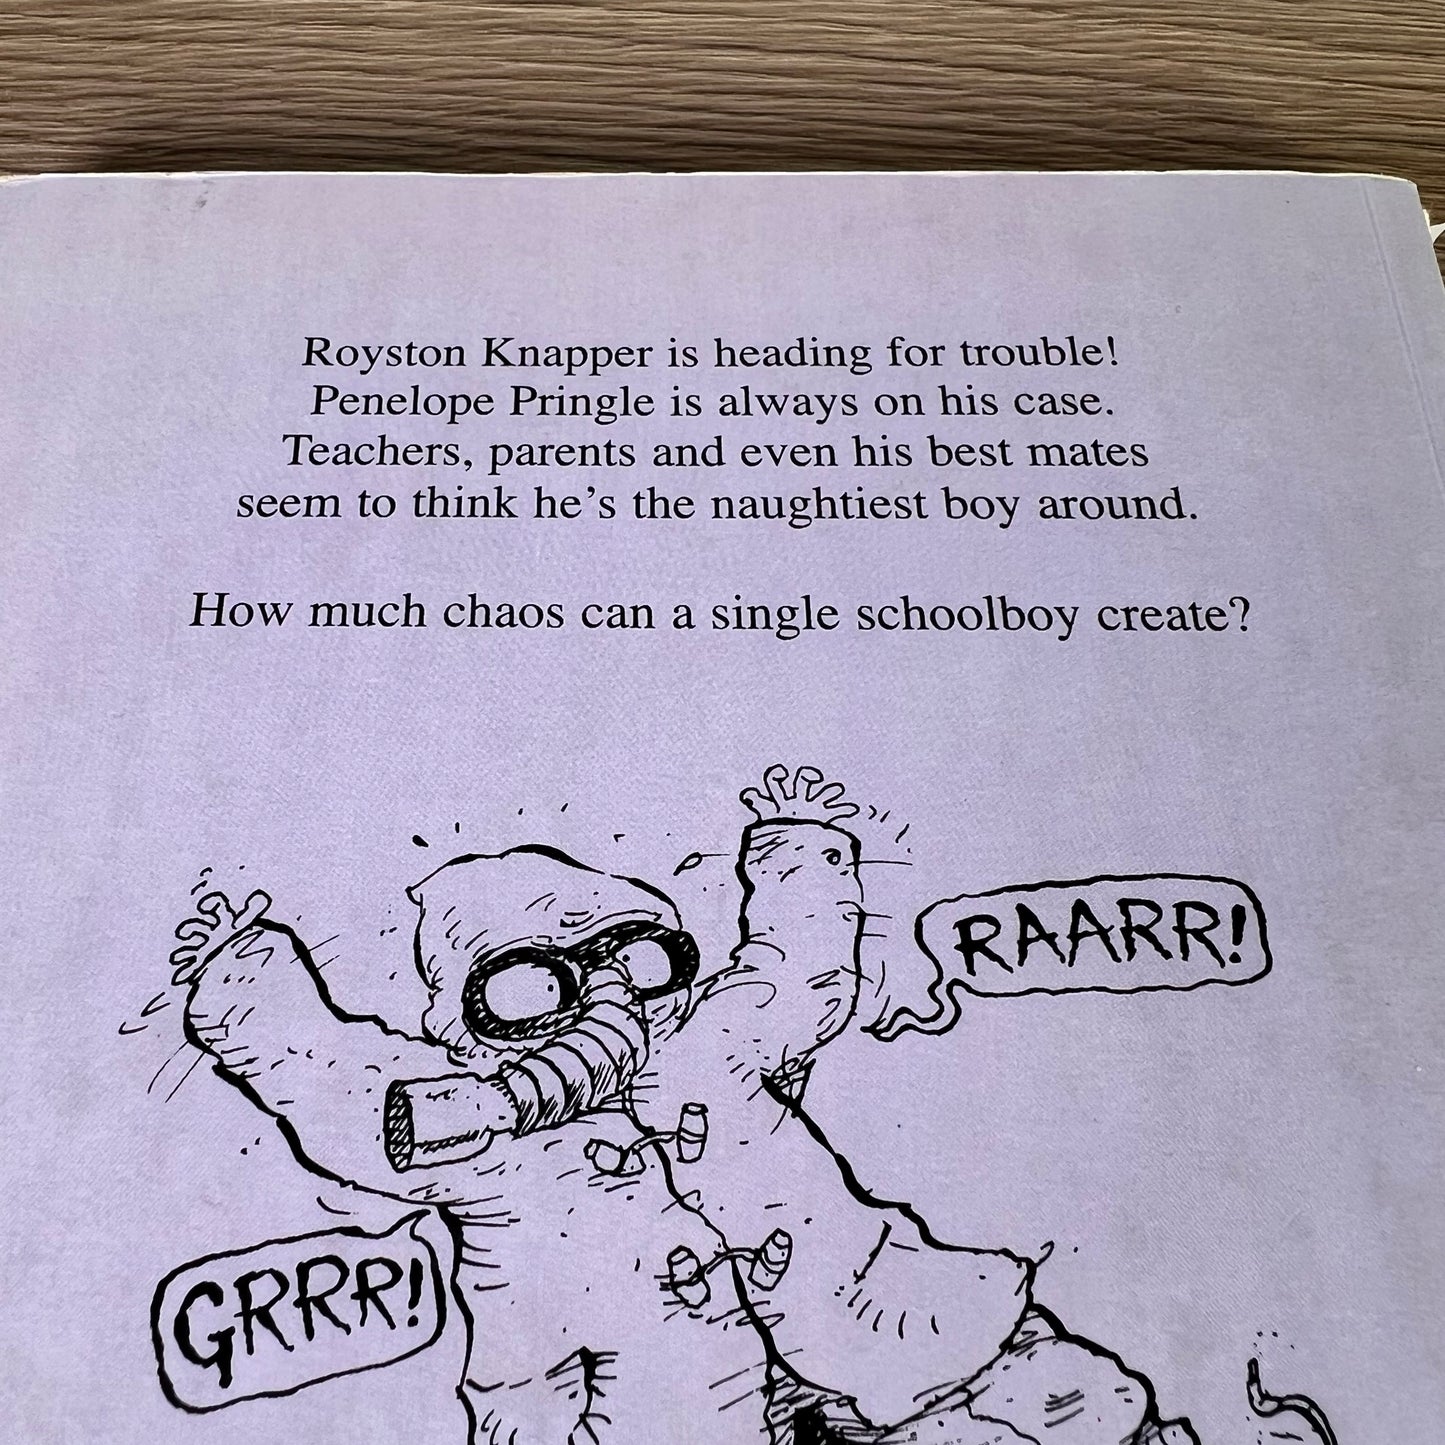 Royston Knapper is heading for trouble!
Penelope Pringle is always on his case.
Teachers, parents and even his best mates
seem to think he's the naughtiest boy around.
How much chaos can a single schoolboy create?
RAARR!
GRRR!